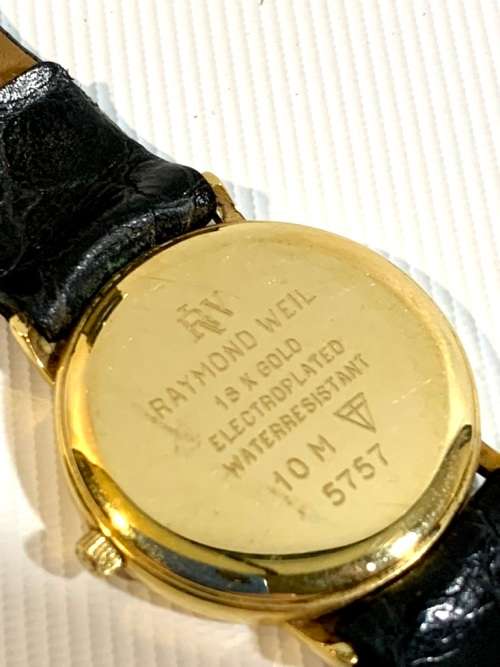 RW
RAYMOND WEIL
18 K GOLD
ELECTROPLATED
WATERRESISTANT
10 M
5757